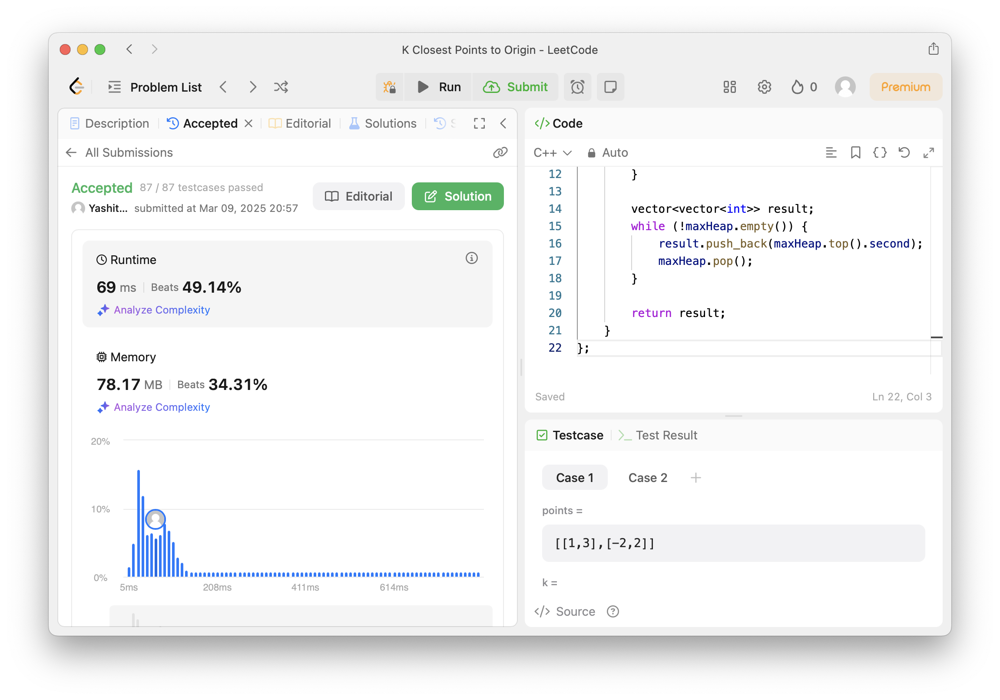 K Closest Points to Origin - LeetCode
Problem List
Run
Submit
0
Premium
Description
Accepted
Editorial
Solutions
All Submissions
Accepted 87 / 87 testcases passed
Yashit... submitted at Mar 09, 2025 20:57
Editorial
Solution
Runtime
69 ms Beats 49.14%
Analyze Complexity
Memory
78.17 MB Beats 34.31%
Analyze Complexity
20%
10%
0%
5ms 208ms 411ms 614ms
</> Code
C++ Auto
12 }
13
14 vector<vector<int>> result;
15 while (!maxHeap.empty()) {
16 result.push_back(maxHeap.top().second);
17 maxHeap.pop();
18 }
19
20 return result;
21 }
22 };
Saved
Ln 22, Col 3
Testcase
Test Result
Case 1
Case 2
points =
[[1,3],[-2,2]]
k =
</> Source